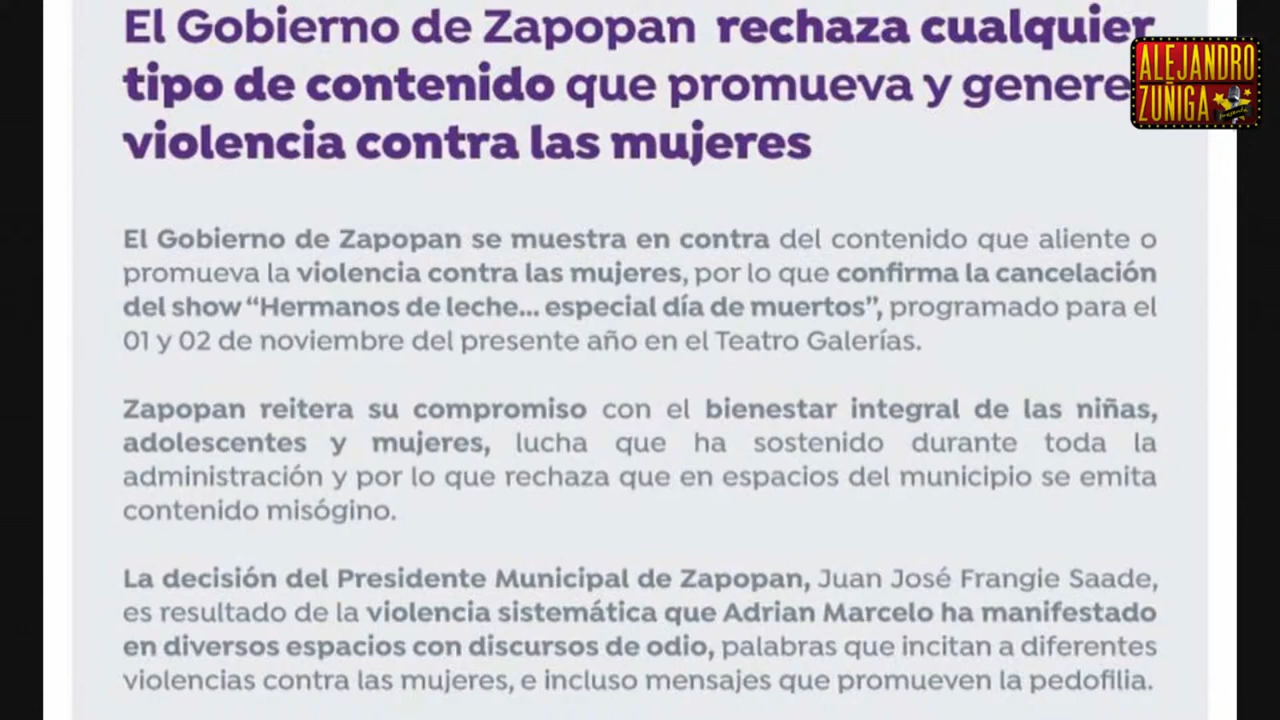 El Gobierno de Zapopan rechaza cualquier
tipo de contenido que promueva y genere
violencia contra las mujeres
ALEJANDRO
ZUÑIGA
presenta
El Gobierno de Zapopan se muestra en contra del contenido que aliente o
promueva la violencia contra las mujeres, por lo que confirma la cancelación
del show “Hermanos de leche... especial día de muertos”, programado para el
01 y 02 de noviembre del presente año en el Teatro Galerías.
Zapopan reitera su compromiso con el bienestar integral de las niñas,
adolescentes y mujeres, lucha que ha sostenido durante toda la
administración y por lo que rechaza que en espacios del municipio se emita
contenido misógino.
La decisión del Presidente Municipal de Zapopan, Juan José Frangie Saade,
es resultado de la violencia sistemática que Adrian Marcelo ha manifestado
en diversos espacios con discursos de odio, palabras que incitan a diferentes
violencias contra las mujeres, e incluso mensajes que promueven la pedofilia.